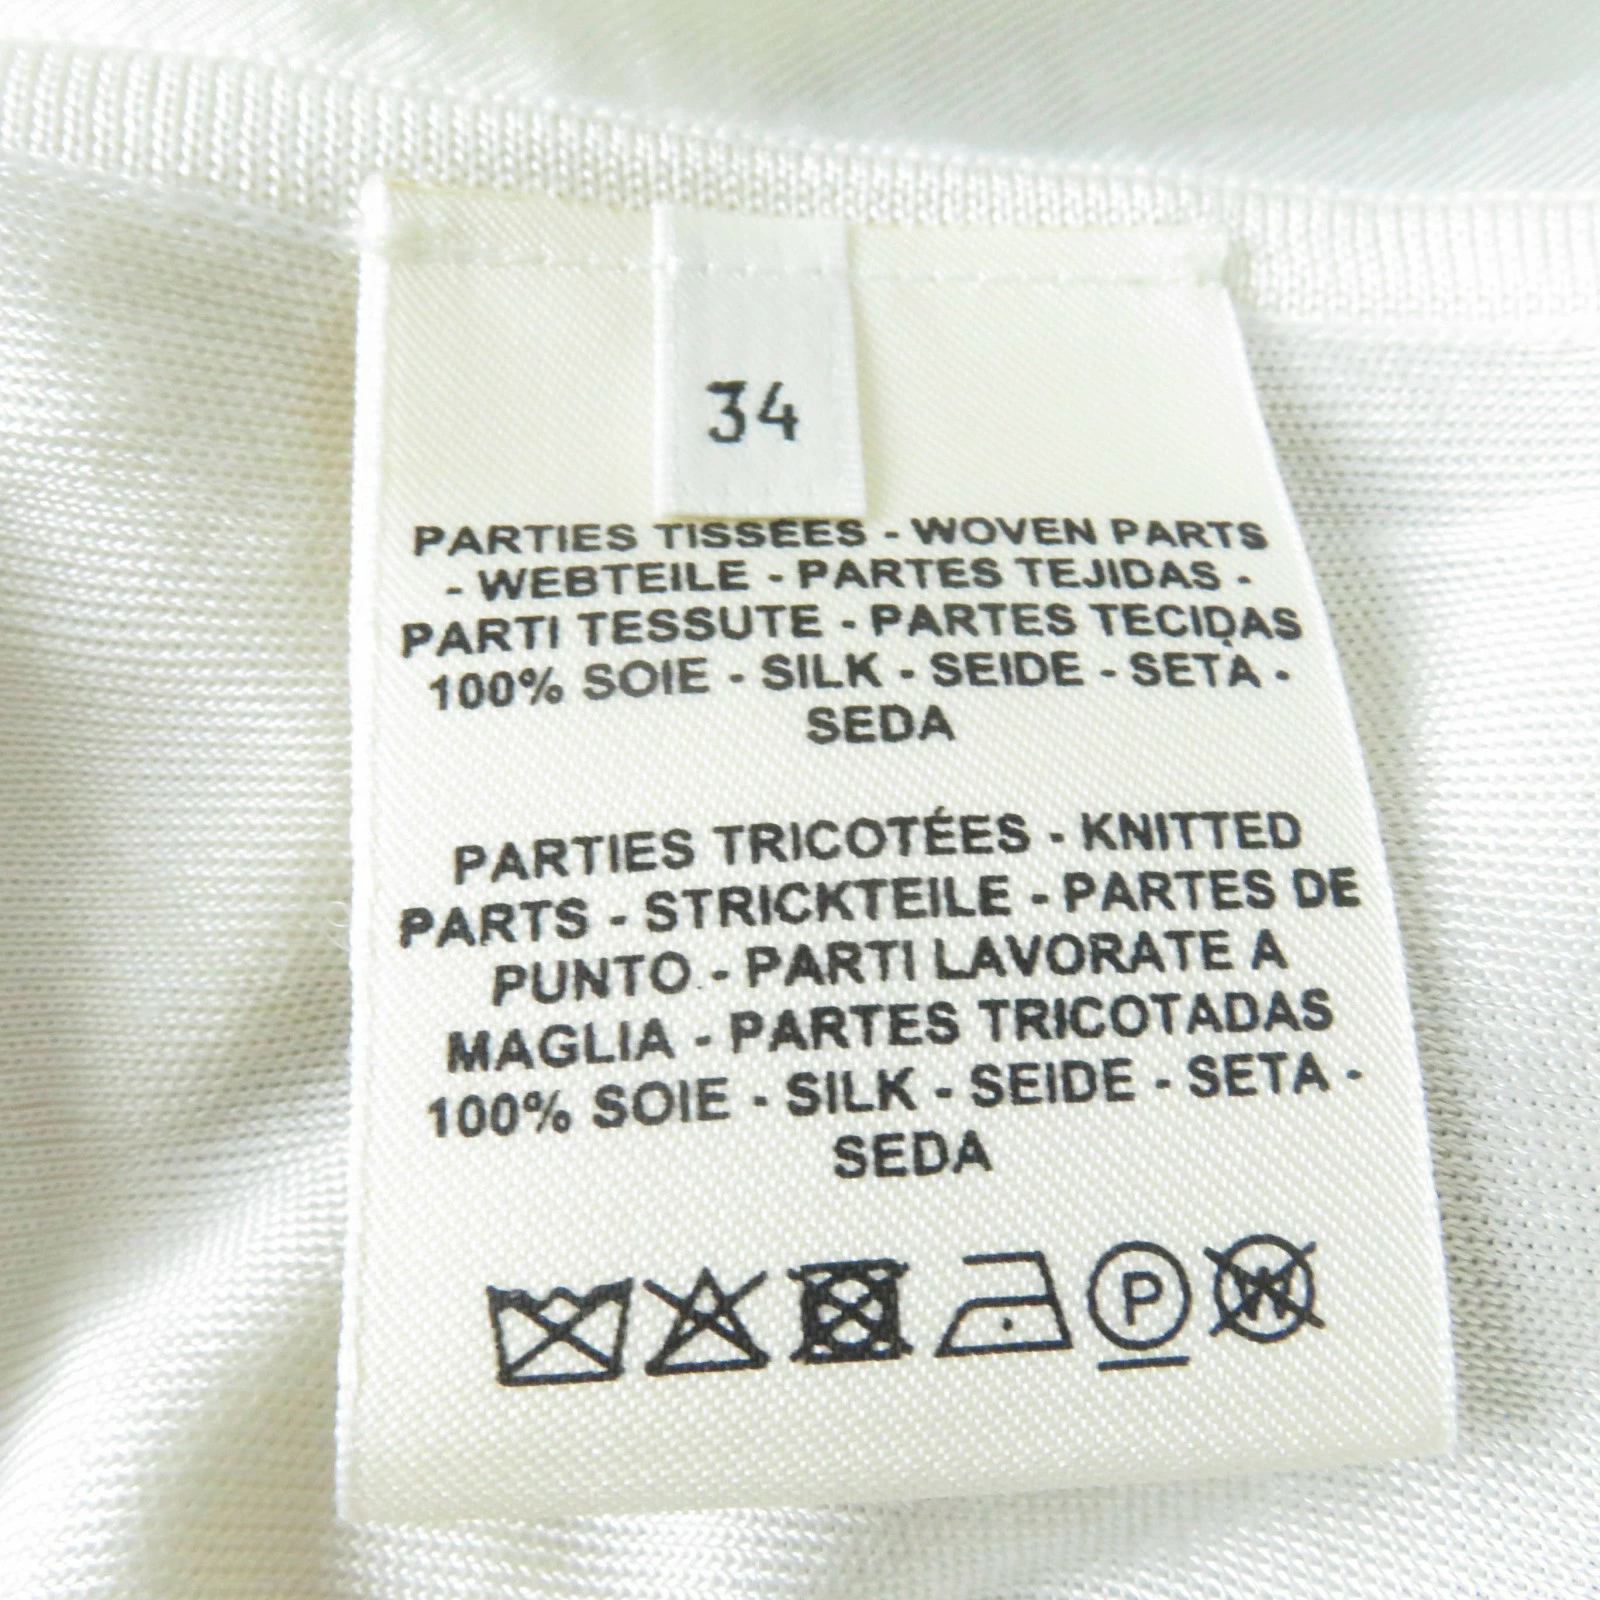 34
PARTIES TISSÉES - WOVEN PARTS
- WEBTEILE - PARTES TEJIDAS -
PARTI TESSUTE - PARTES TECIDAS
100% SOIE - SILK - SEIDE - SETA -
SEDA
PARTIES TRICOTÉES - KNITTED
PARTS - STRICKTEILE - PARTES DE
PUNTO - PARTI LAVORATE A
MAGLIA - PARTES TRICOTADAS
100% SOIE - SILK - SEIDE - SETA -
SEDA
P W